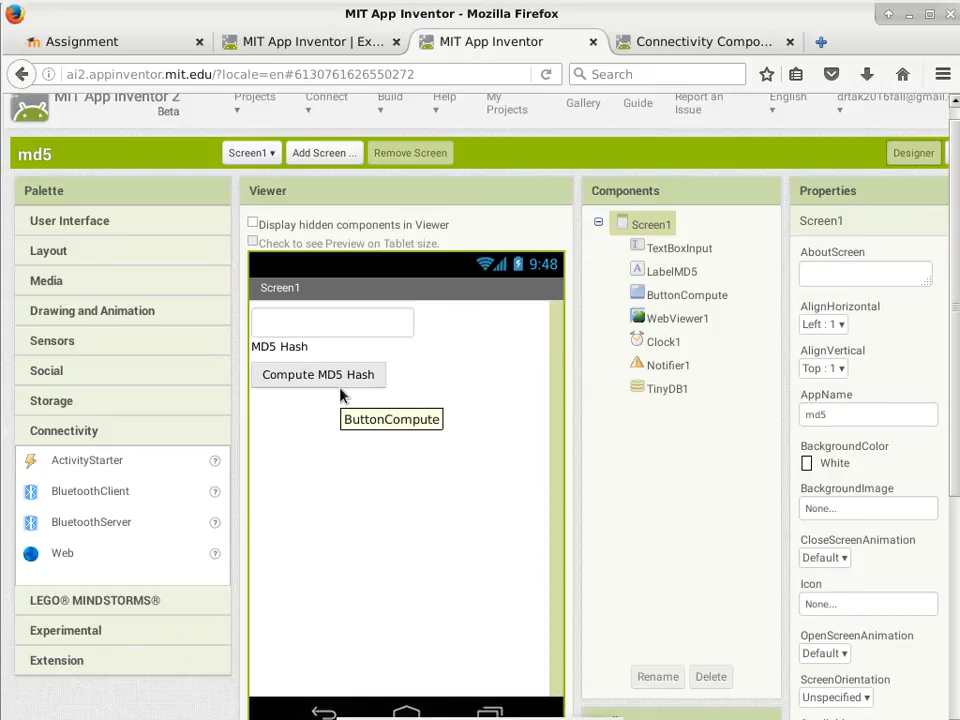 MIT App Inventor - Mozilla Firefox
Assignment
MIT App Inventor | Ex...
MIT App Inventor
Connectivity Compo...
ai2.appinventor.mit.edu/?locale=en#6130761626550272
Search
MIT App Inventor 2
Beta
Projects
Connect
Build
Help
My
Projects
Gallery
Guide
Report an
Issue
English
drtak2016fall@gmail.
md5
Screen1
Add Screen ...
Remove Screen
Designer
Palette
User Interface
Layout
Media
Drawing and Animation
Sensors
Social
Storage
Connectivity
ActivityStarter
BluetoothClient
BluetoothServer
Web
LEGO® MINDSTORMS®
Experimental
Extension
Viewer
Display hidden components in Viewer
Check to see Preview on Tablet size.
9:48
Screen1
MD5 Hash
Compute MD5 Hash
ButtonCompute
Components
Screen1
TextBoxInput
LabelMD5
ButtonCompute
WebViewer1
Clock1
Notifier1
TinyDB1
Rename
Delete
Properties
Screen1
AboutScreen
AlignHorizontal
Left : 1
AlignVertical
Top : 1
AppName
md5
BackgroundColor
White
BackgroundImage
None...
CloseScreenAnimation
Default
Icon
None...
OpenScreenAnimation
Default
ScreenOrientation
Unspecified